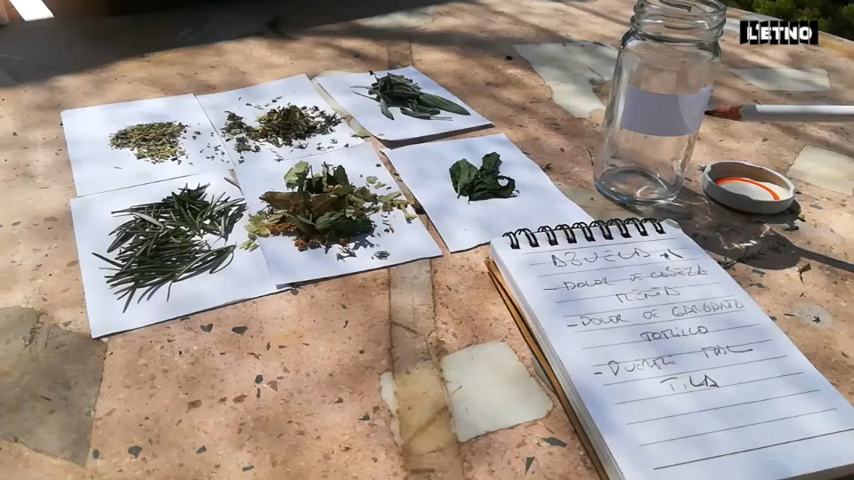 L'ETNO
ABUELA
- DOLOR DE CABEZA
MENTA
- DOLOR DE GARGANTA
TOMILLO
- DUERME MAL
TILA